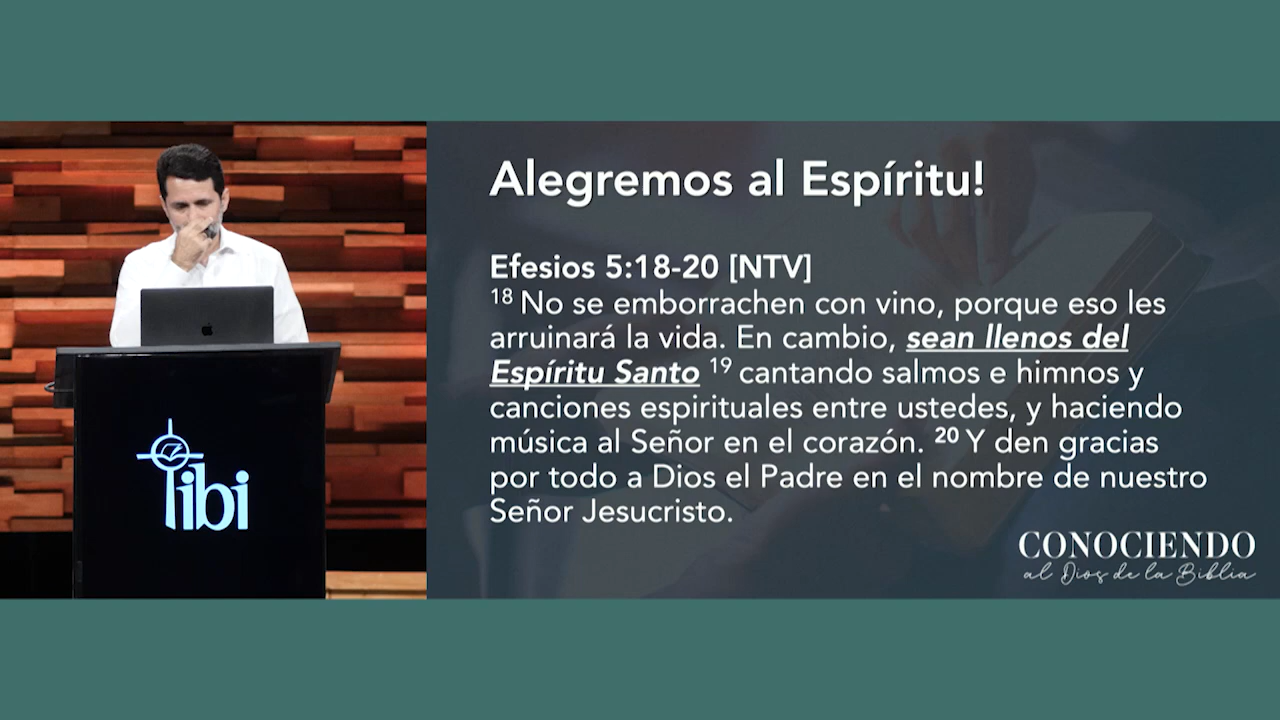 Alegremos al Espíritu!
Efesios 5:18-20 [NTV]
18 No se emborrachen con vino, porque eso les
arruinará la vida. En cambio, sean llenos del
Espíritu Santo 19 cantando salmos e himnos y
canciones espirituales entre ustedes, y haciendo
música al Señor en el corazón. 20 Y den gracias
por todo a Dios el Padre en el nombre de nuestro
Señor Jesucristo.
CONOCIENDO
al Dios de la Biblia
ibi